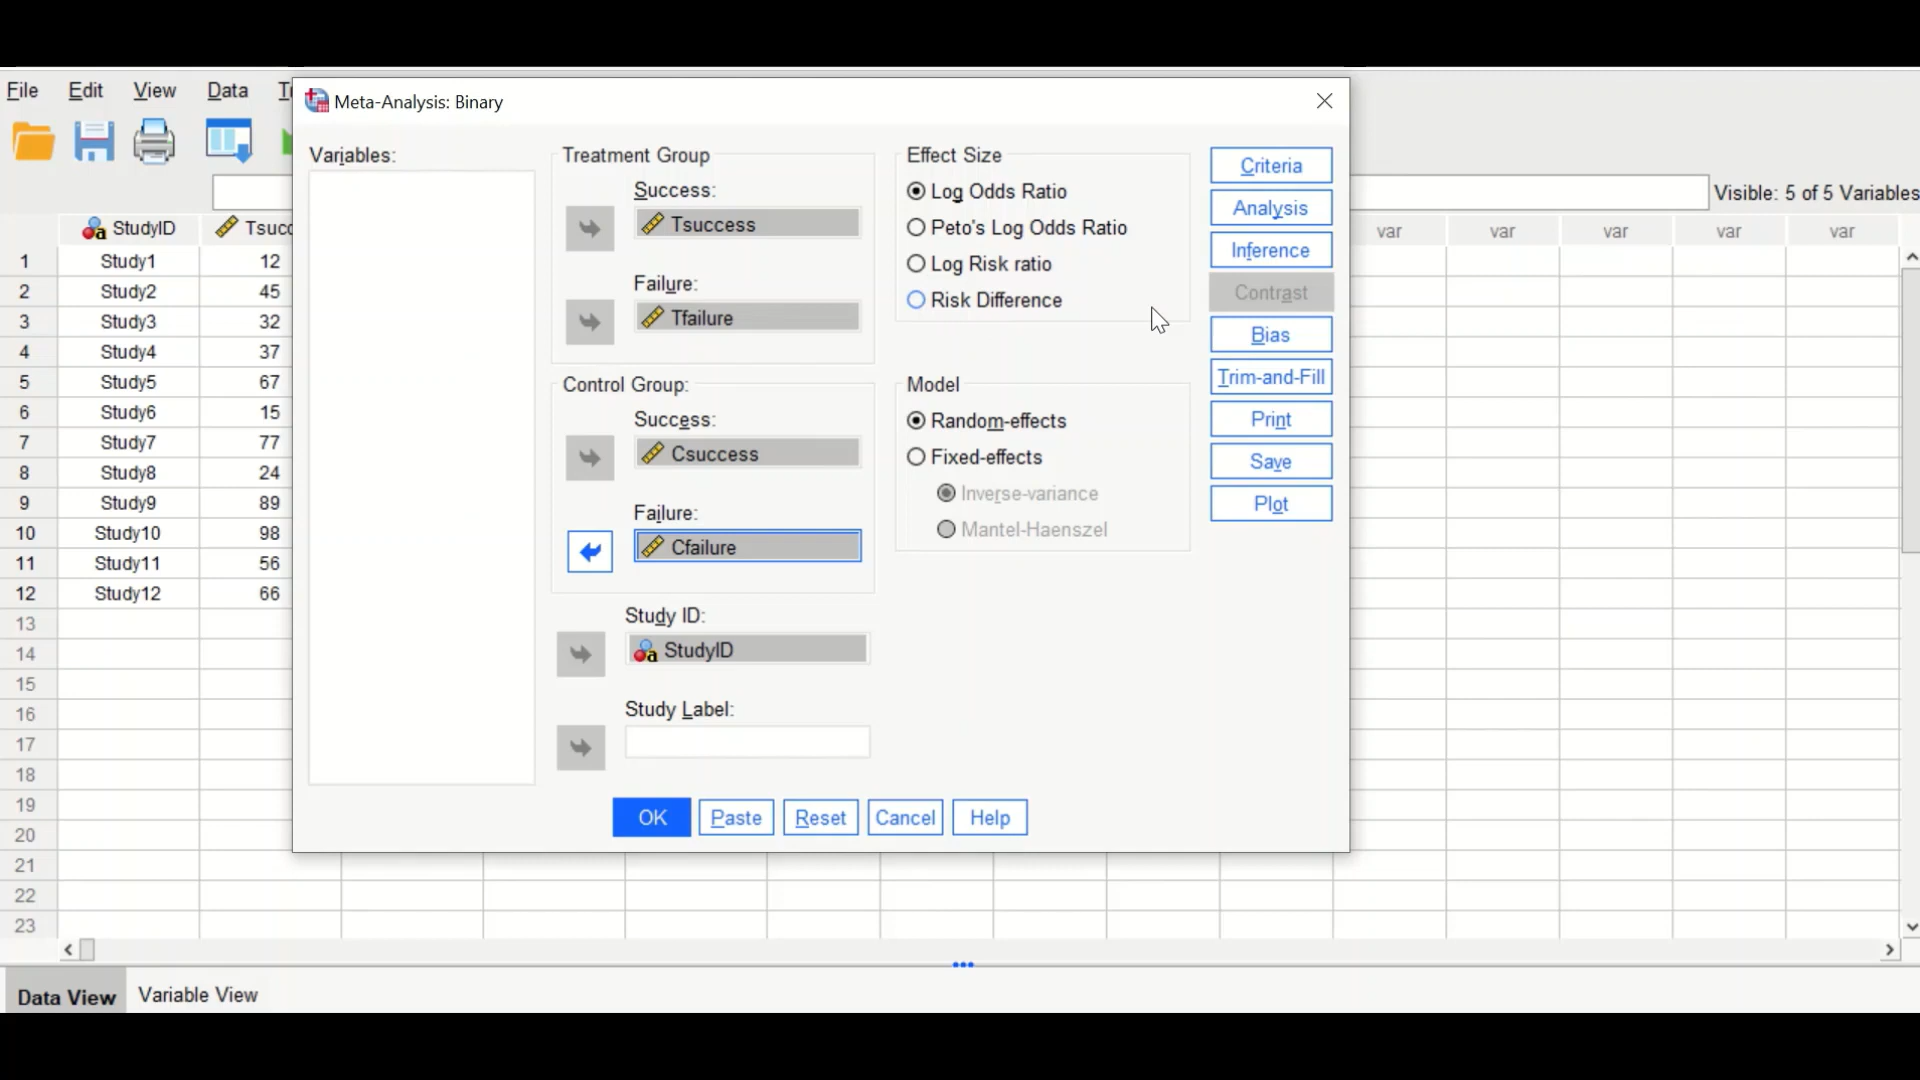 File Edit View Data
Meta-Analysis: Binary
Visible: 5 of 5 Variables
StudyID
var var var var var
1 Study1 12
2 Study2 45
3 Study3 32
4 Study4 37
5 Study5 67
6 Study6 15
7 Study7 77
8 Study8 24
9 Study9 89
10 Study10 98
11 Study11 56
12 Study12 66
13
14
15
16
17
18
19
20
21
22
23
Variables:
Treatment Group
Success:
Tsuccess
Failure:
Tfailure
Control Group:
Success:
Csuccess
Failure:
Cfailure
Study ID:
StudyID
Study Label:
Effect Size
Log Odds Ratio
Peto's Log Odds Ratio
Log Risk ratio
Risk Difference
Model
Random-effects
Fixed-effects
Inverse-variance
Mantel-Haenszel
Criteria
Analysis
Inference
Contrast
Bias
Trim-and-Fill
Print
Save
Plot
OK Paste Reset Cancel Help
Data View Variable View